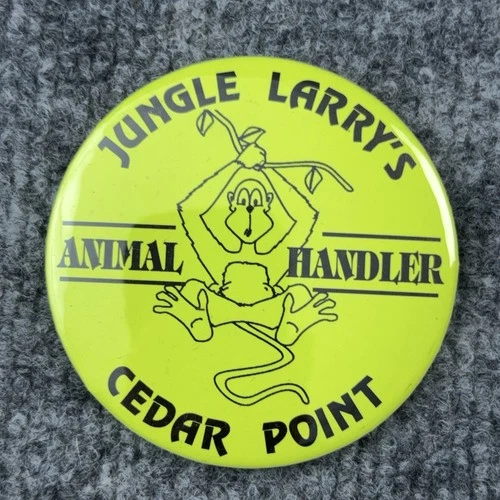 JUNGLE LARRY'S
ANIMAL HANDLER
CEDAR POINT